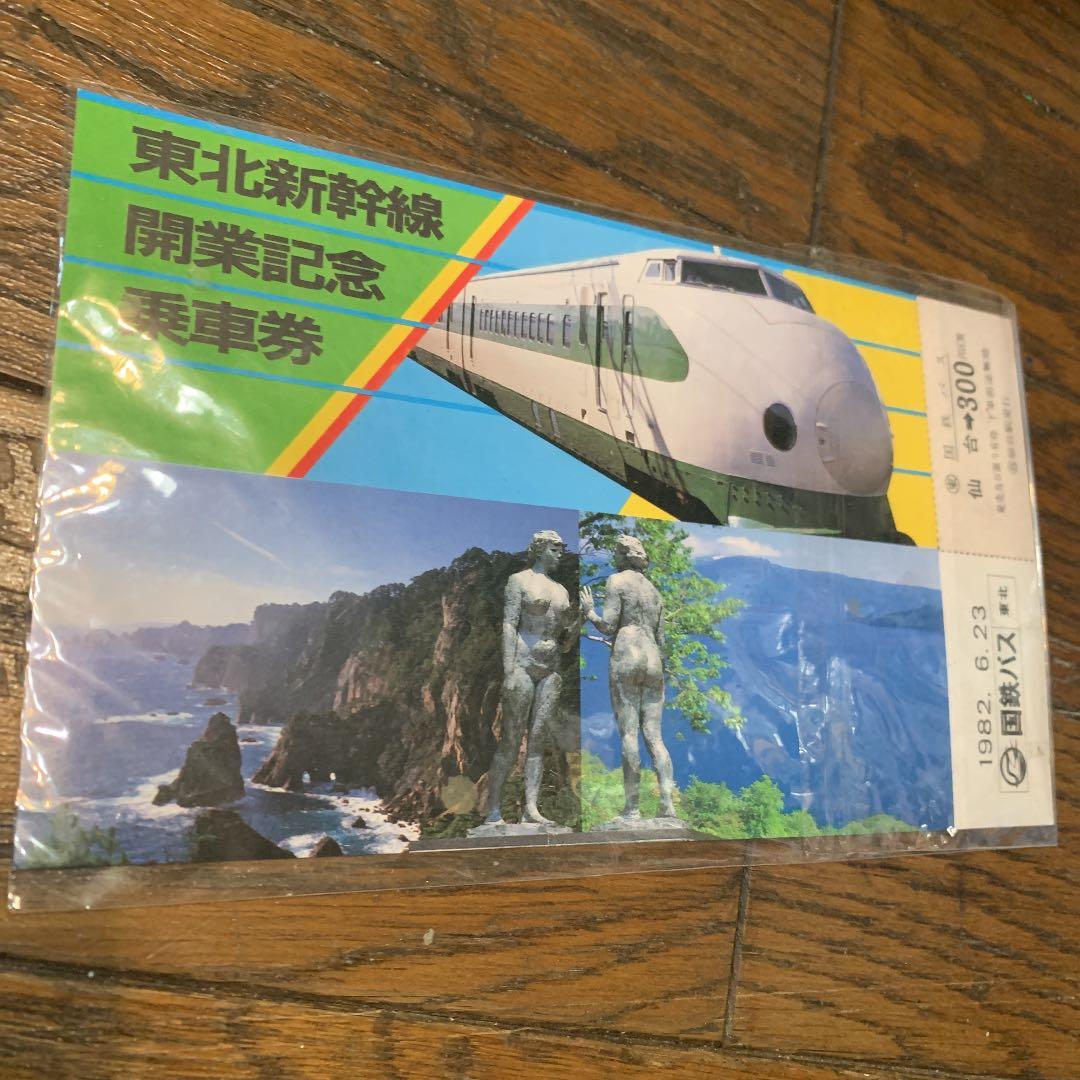 東北新幹線
開業記念
乗車券
国鉄バス
仙台➡300円区間
1982. 6.23
国鉄バス 東北